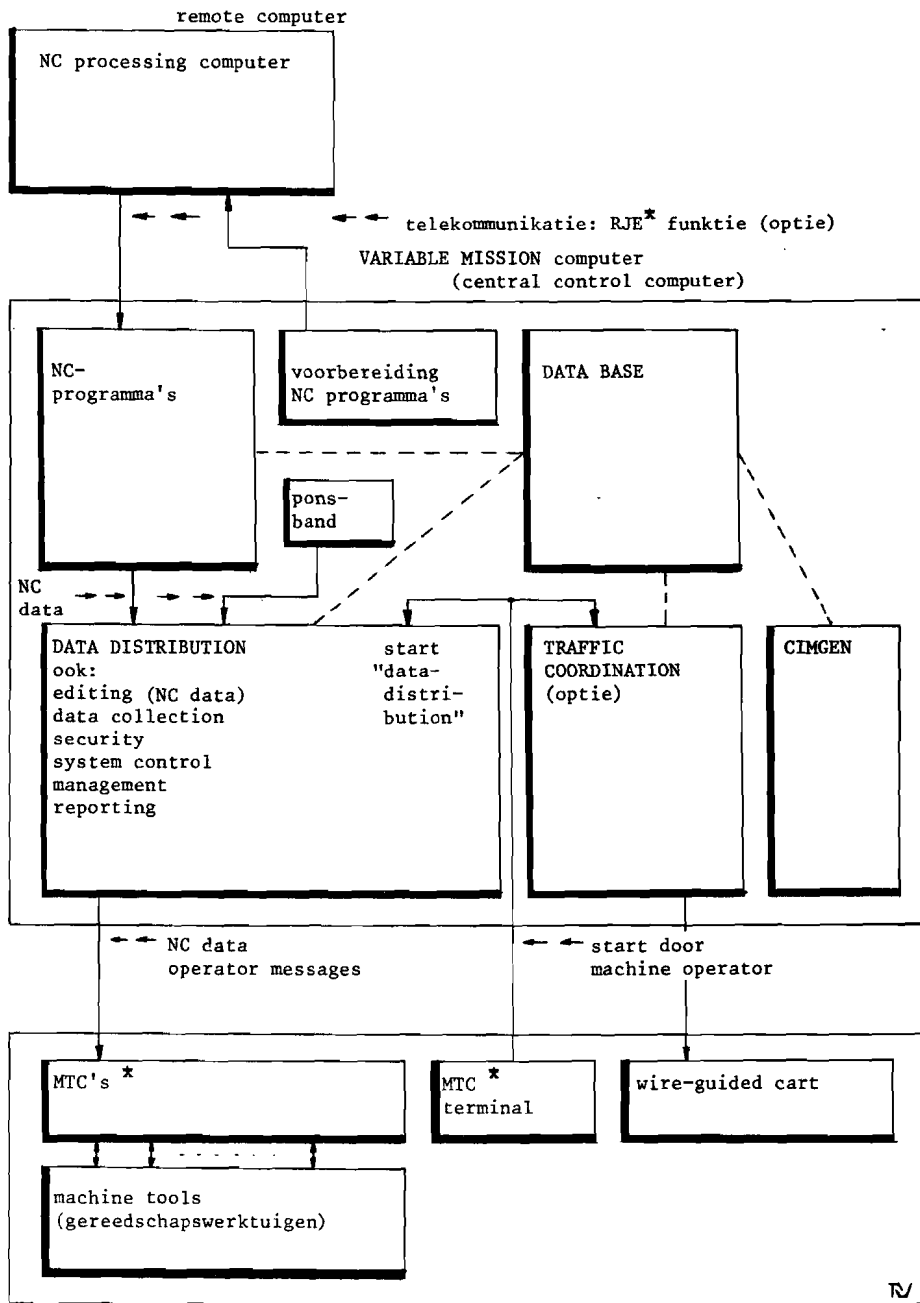 remote computer
NC processing computer
telekommunikatie: RJE* funktie (optie)
VARIABLE MISSION computer
(central control computer)
NC-
programma's
voorbereiding
NC programma's
DATA BASE
pons-
band
NC
data
DATA DISTRIBUTION
ook:
editing (NC data)
data collection
security
system control
management
reporting
start
"data-
distri-
bution"
TRAFFIC
COORDINATION
(optie)
CIMGEN
NC data
operator messages
start door
machine operator
MTC's *
MTC *
terminal
wire-guided cart
machine tools
(gereedschapswerktuigen)